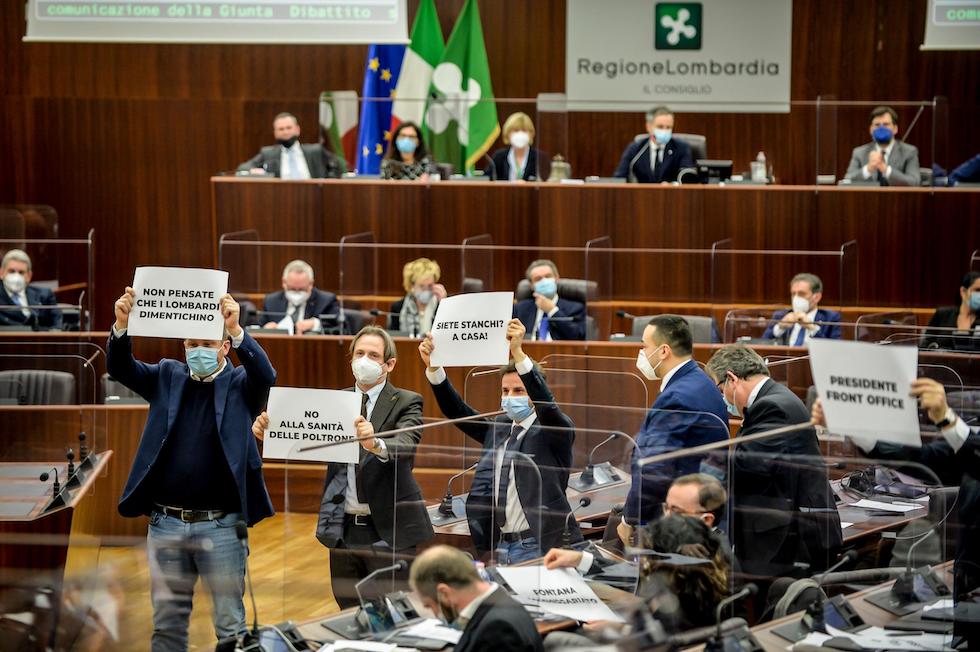 comunicazione della Giunta Dibattito
RegioneLombardia
IL CONSIGLIO
NON PENSATE
CHE I LOMBARDI
DIMENTICHINO
SIETE STANCHI?
A CASA!
NO
ALLA SANITÀ
DELLE POLTRONE
PRESIDENTE
FRONT OFFICE
FONTANA